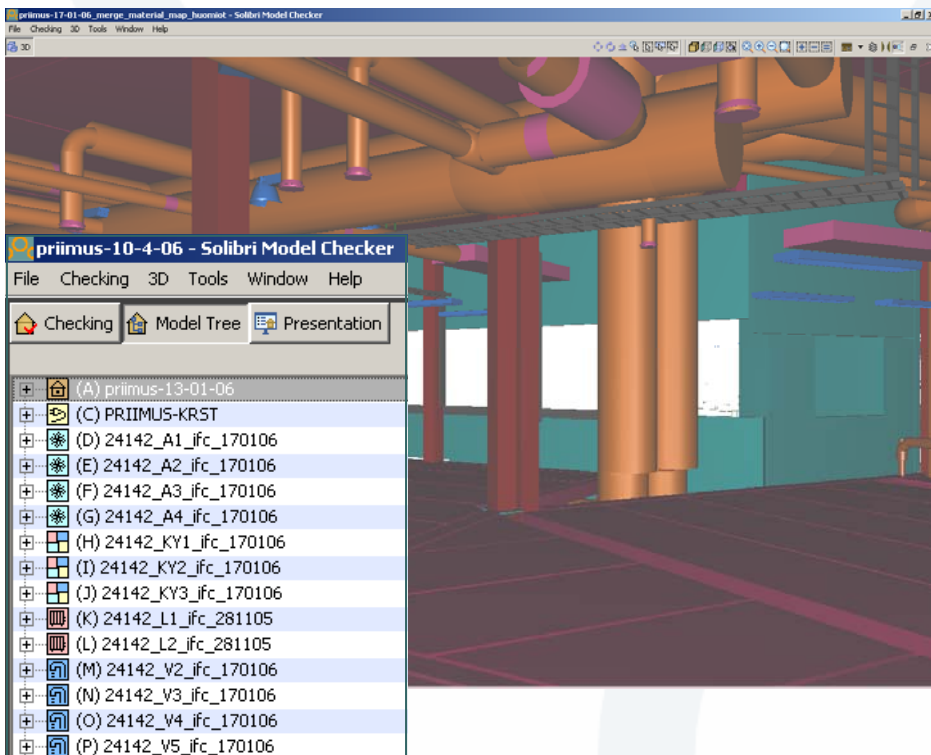 priimus-17-01-06_merge_material_map_huomiot - Solibri Model Checker
File Checking 3D Tools Window Help
3D
priimus-10-4-06 - Solibri Model Checker
File Checking 3D Tools Window Help
Checking Model Tree Presentation
(A) priimus-13-01-06
(C) PRIIMUS-KRST
(D) 24142_A1_ifc_170106
(E) 24142_A2_ifc_170106
(F) 24142_A3_ifc_170106
(G) 24142_A4_ifc_170106
(H) 24142_KY1_ifc_170106
(I) 24142_KY2_ifc_170106
(J) 24142_KY3_ifc_170106
(K) 24142_L1_ifc_281105
(L) 24142_L2_ifc_281105
(M) 24142_V2_ifc_170106
(N) 24142_V3_ifc_170106
(O) 24142_V4_ifc_170106
(P) 24142_V5_ifc_170106